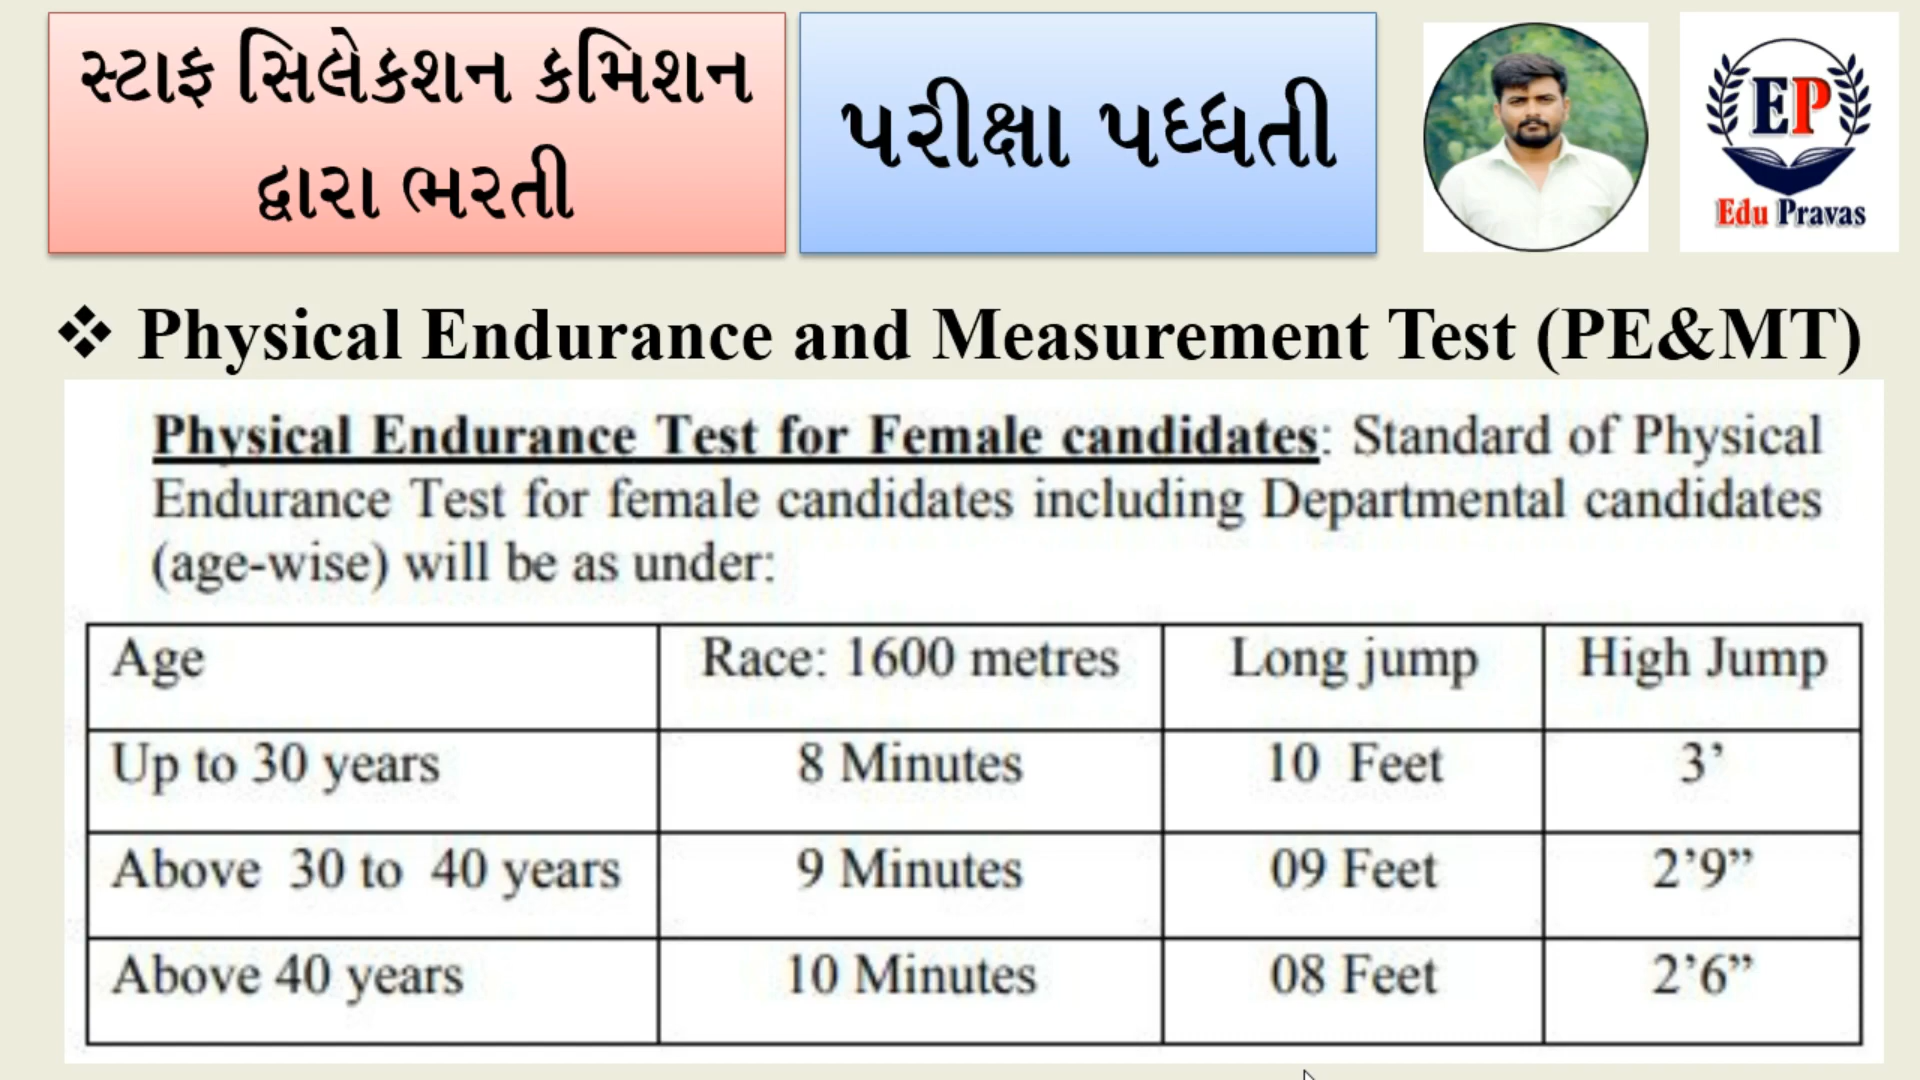 સ્ટાફ સિલેકશન કમિશન
દ્વારા ભરતી
પરીક્ષા પધ્ધતી
EP
Edu Pravas
❖ Physical Endurance and Measurement Test (PE&MT)
Physical Endurance Test for Female candidates: Standard of Physical
Endurance Test for female candidates including Departmental candidates
(age-wise) will be as under:
Age Race: 1600 metres Long jump High Jump
Up to 30 years 8 Minutes 10 Feet 3’
Above 30 to 40 years 9 Minutes 09 Feet 2’9”
Above 40 years 10 Minutes 08 Feet 2’6”